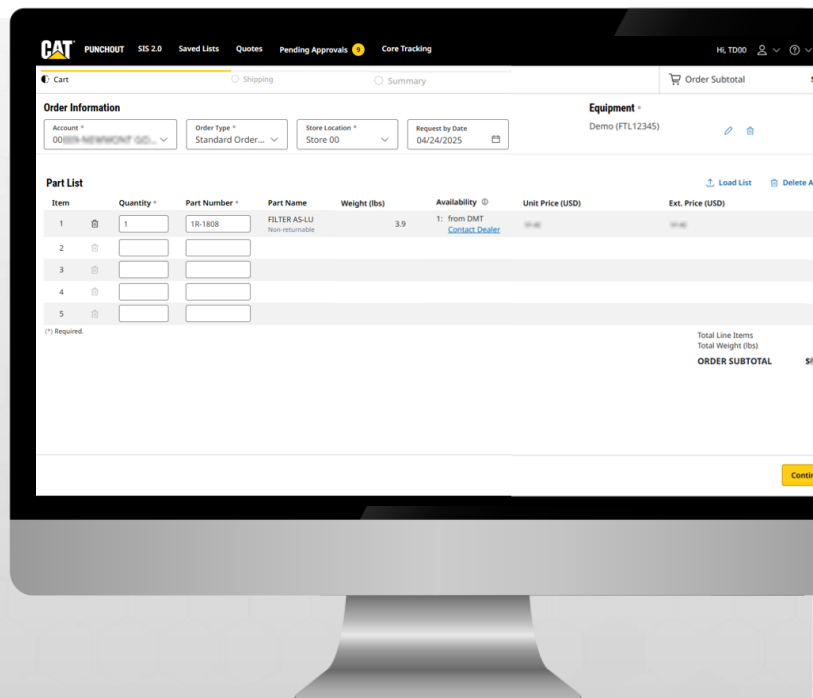 CAT PUNCHOUT SIS 2.0 Saved Lists Quotes Pending Approvals 9 Core Tracking Hi, TD00
Cart Shipping Summary Order Subtotal
Order Information Equipment *
Account * Order Type * Store Location * Request by Date Demo (FTL12345)
Standard Order... Store 00 04/24/2025
Part List Load List Delete A
Item Quantity * Part Number * Part Name Weight (lbs) Availability Unit Price (USD) Ext. Price (USD)
1 1 1R-1808 FILTER AS-LU 3.9 1: from DMT
Non-returnable Contact Dealer
2
3
4
5
(*) Required.
Total Line Items
Total Weight (lbs)
ORDER SUBTOTAL
Contin